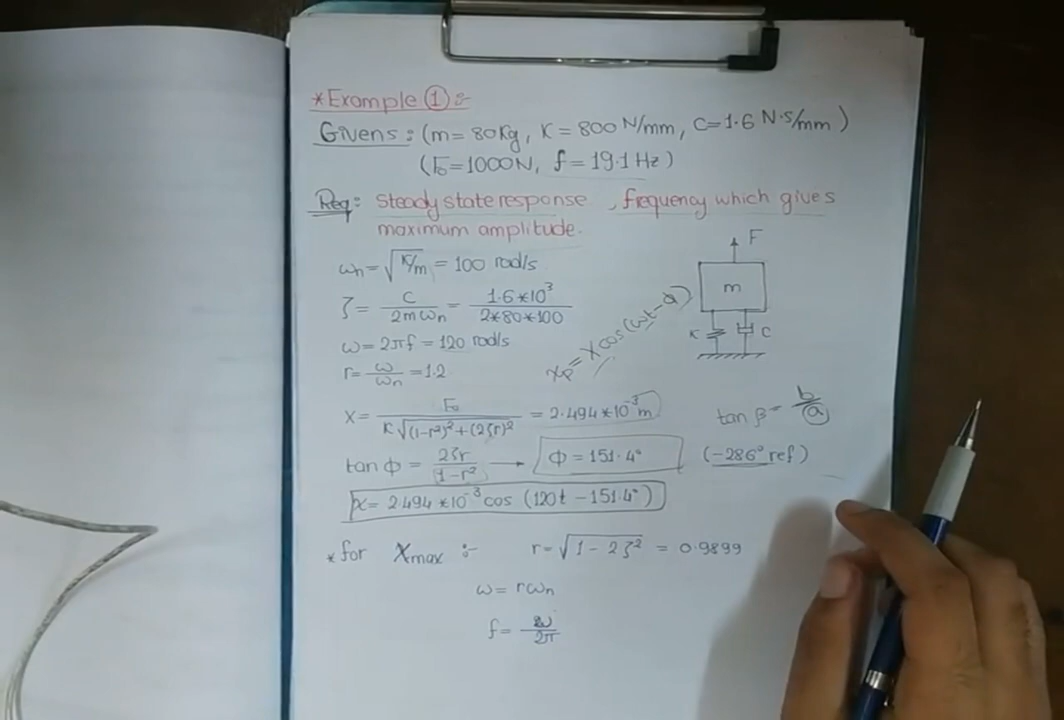 *Example ① :-
Givens: (m = 80 Kg, K = 800 N/mm, C = 1.6 N.s/mm)
(F₀ = 1000 N, f = 19.1 Hz)
Req: Steady state response, frequency which gives
maximum amplitude.
ωn = √(K/m) = 100 rad/s
ζ = C/(2mωn) = (1.6*10³)/(2*80*100)
ω = 2πf = 120 rad/s
r = ω/ωn = 1.2
F
m
K
C
xp = X cos(ωt - φ)
X = F₀/(K√((1-r²)²+(2ζr)²)) = 2.494*10⁻³ m
tan β = b/a
tan φ = 2ζr/(1-r²) → φ = 151.4° (-286° ref)
x = 2.494*10⁻³ cos (120t - 151.4°)
*for Xmax :- r = √(1-2ζ²) = 0.9899
ω = rωn
f = ω/2π